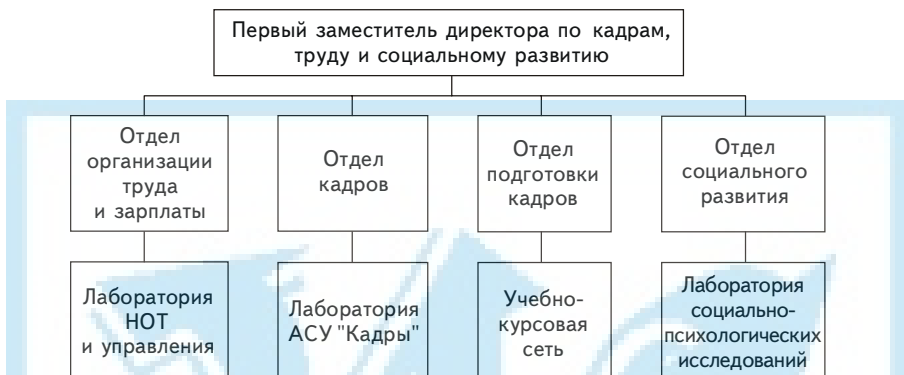 Первый заместитель директора по кадрам,
труду и социальному развитию
Отдел
организации
труда
и зарплаты
Отдел
кадров
Отдел
подготовки
кадров
Отдел
социального
развития
Лаборатория
НОТ
и управления
Лаборатория
АСУ "Кадры"
Учебно-
курсовая
сеть
Лаборатория
социально-
психологических
исследований